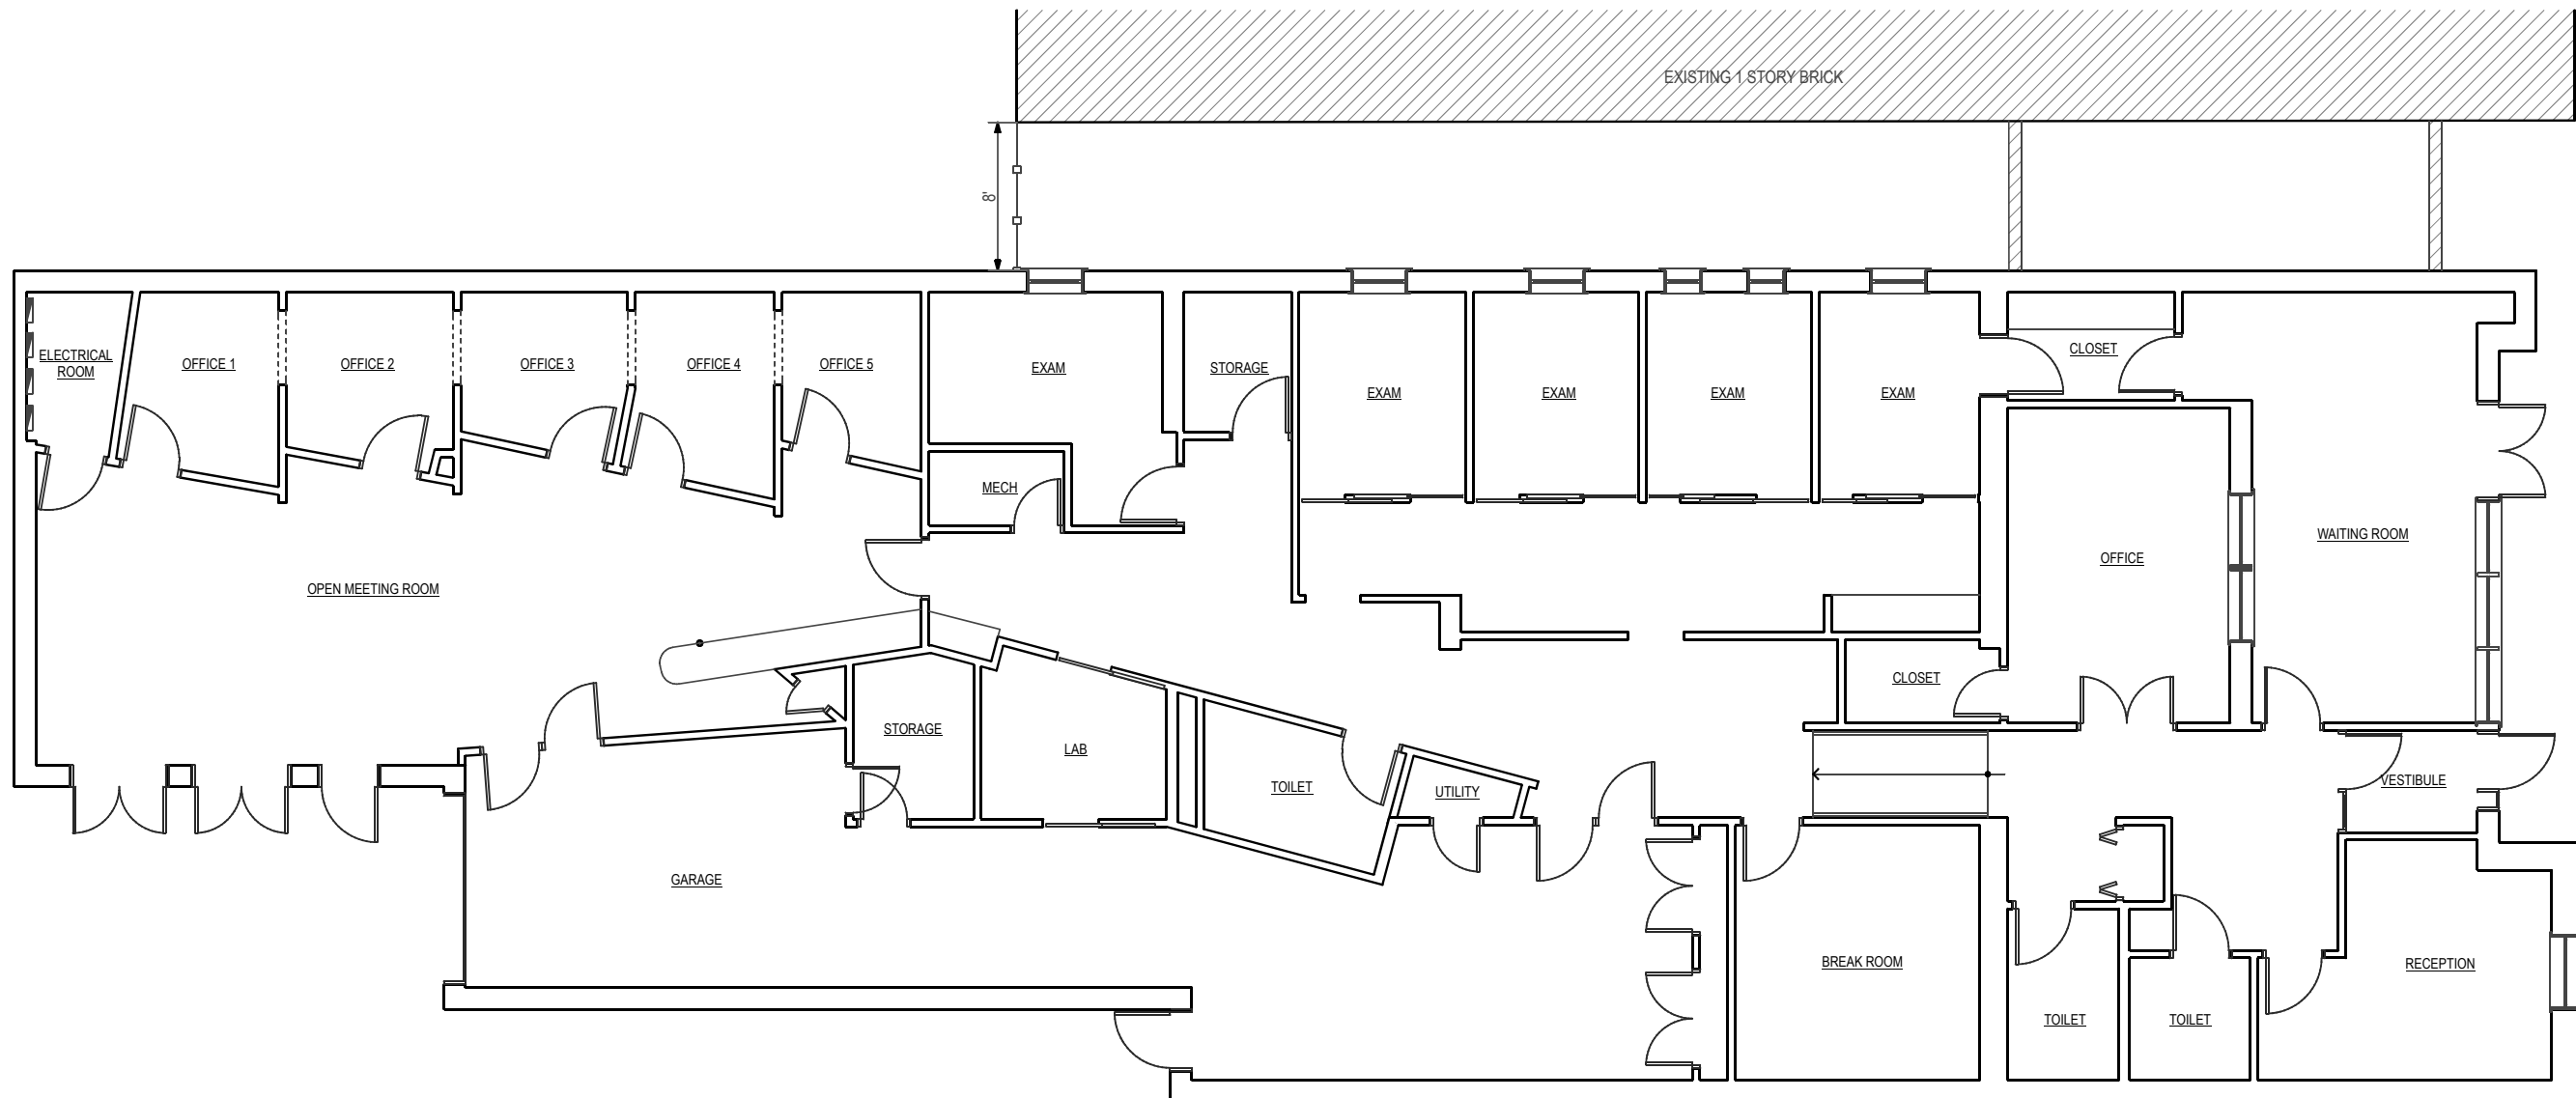 EXISTING 1 STORY BRICK
8'
ELECTRICAL
ROOM
OFFICE 1
OFFICE 2
OFFICE 3
OFFICE 4
OFFICE 5
EXAM
STORAGE
EXAM
EXAM
EXAM
EXAM
CLOSET
MECH
OPEN MEETING ROOM
OFFICE
WAITING ROOM
CLOSET
STORAGE
LAB
TOILET
UTILITY
VESTIBULE
GARAGE
BREAK ROOM
RECEPTION
TOILET
TOILET